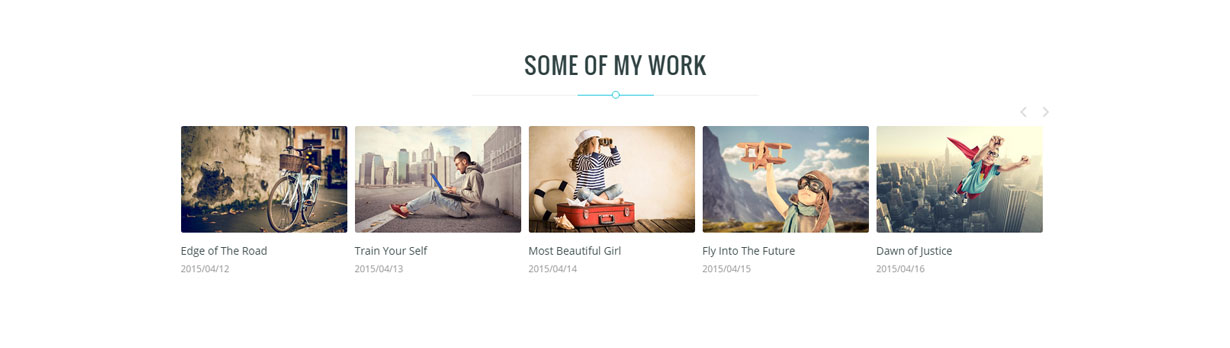 SOME OF MY WORK
Edge of The Road
2015/04/12
Train Your Self
2015/04/13
Most Beautiful Girl
2015/04/14
Fly Into The Future
2015/04/15
Dawn of Justice
2015/04/16